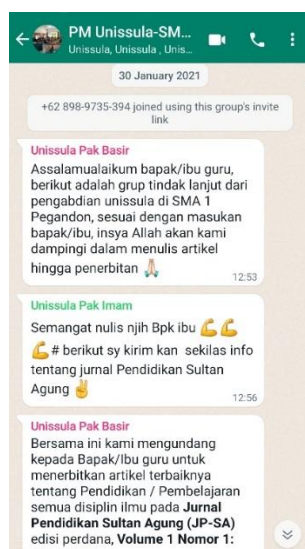 PM Unissula-SM...
Unissula, Unissula , Unis...
30 January 2021
+62 898-9735-394 joined using this group's invite
link
Unissula Pak Basir
Assalamualaikum bapak/ibu guru,
berikut adalah grup tindak lanjut dari
pengabdian unissula di SMA 1
Pegandon, sesuai dengan masukan
bapak/ibu, insya Allah akan kami
dampingi dalam menulis artikel
hingga penerbitan 🙏🏻
12:53
Unissula Pak Imam
Semangat nulis njih Bpk ibu 💪💪
💪# berikut sy kirim kan sekilas info
tentang jurnal Pendidikan Sultan
Agung ✌️
12:56
Unissula Pak Basir
Bersama ini kami mengundang
kepada Bapak/Ibu guru untuk
menerbitkan artikel terbaiknya
tentang Pendidikan / Pembelajaran
semua disiplin ilmu pada Jurnal
Pendidikan Sultan Agung (JP-SA)
edisi perdana, Volume 1 Nomor 1: